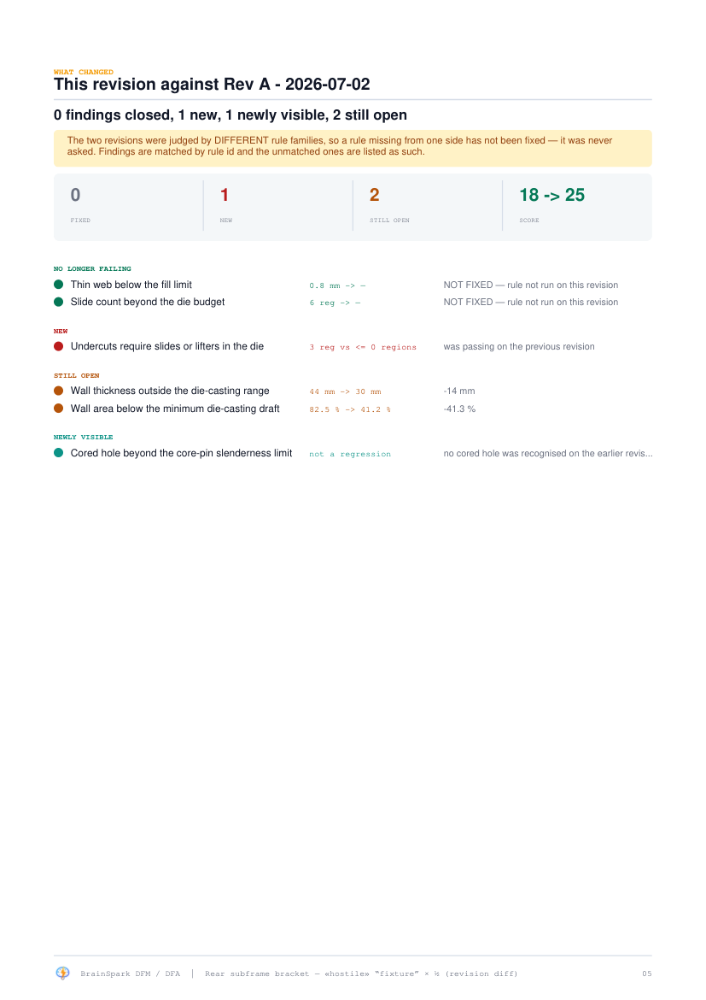 WHAT CHANGED
This revision against Rev A - 2026-07-02
0 findings closed, 1 new, 1 newly visible, 2 still open
The two revisions were judged by DIFFERENT rule families, so a rule missing from one side has not been fixed — it was never
asked. Findings are matched by rule id and the unmatched ones are listed as such.
0 1 2 18 -> 25
FIXED NEW STILL OPEN SCORE
NO LONGER FAILING
Thin web below the fill limit 0.8 mm -> — NOT FIXED — rule not run on this revision
Slide count beyond the die budget 6 reg -> — NOT FIXED — rule not run on this revision
NEW
Undercuts require slides or lifters in the die 3 reg vs <= 0 regions was passing on the previous revision
STILL OPEN
Wall thickness outside the die-casting range 44 mm -> 30 mm -14 mm
Wall area below the minimum die-casting draft 82.5 % -> 41.2 % -41.3 %
NEWLY VISIBLE
Cored hole beyond the core-pin slenderness limit not a regression no cored hole was recognised on the earlier revis...
BrainSpark DFM / DFA | Rear subframe bracket — «hostile» “fixture” × ½ (revision diff) 05